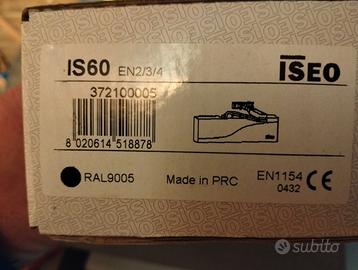 IS60 EN2/3/4
ISEO
372100005
8 020614 518878
RAL9005
Made in PRC
EN1154
0432
CE
subito